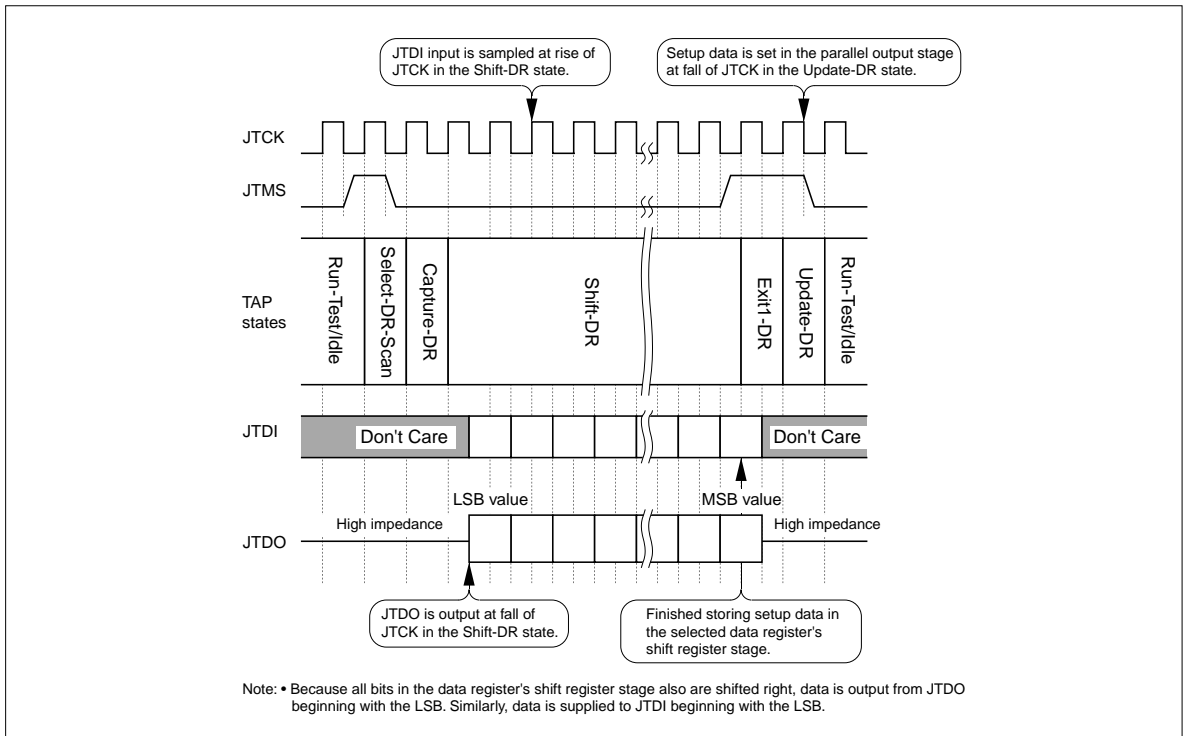 JTDI input is sampled at rise of
JTCK in the Shift-DR state.
Setup data is set in the parallel output stage
at fall of JTCK in the Update-DR state.
JTCK
JTMS
TAP
states
Run-Test/Idle
Select-DR-Scan
Capture-DR
Shift-DR
Exit1-DR
Update-DR
Run-Test/Idle
JTDI
Don't Care
Don't Care
LSB value
MSB value
JTDO
High impedance
High impedance
JTDO is output at fall of
JTCK in the Shift-DR state.
Finished storing setup data in
the selected data register's
shift register stage.
Note: • Because all bits in the data register's shift register stage also are shifted right, data is output from JTDO
beginning with the LSB. Similarly, data is supplied to JTDI beginning with the LSB.